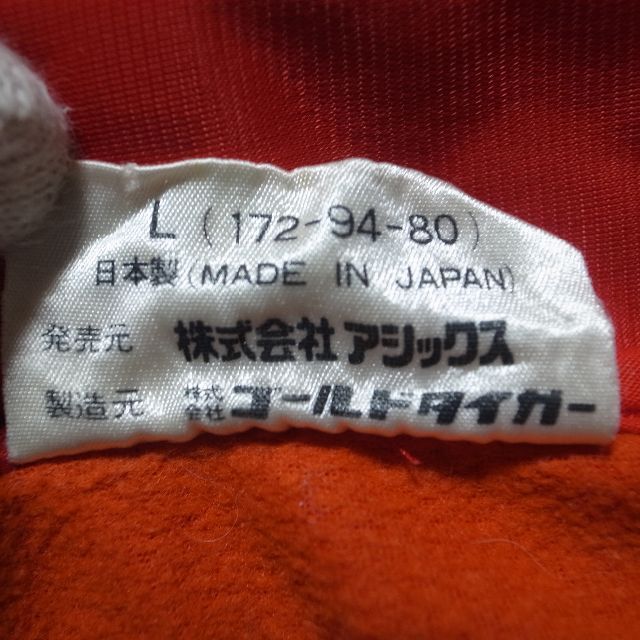 L (172-94-80)
日本製(MADE IN JAPAN)
発売元 株式会社アシックス
製造元 株式会社ゴールドタイガー